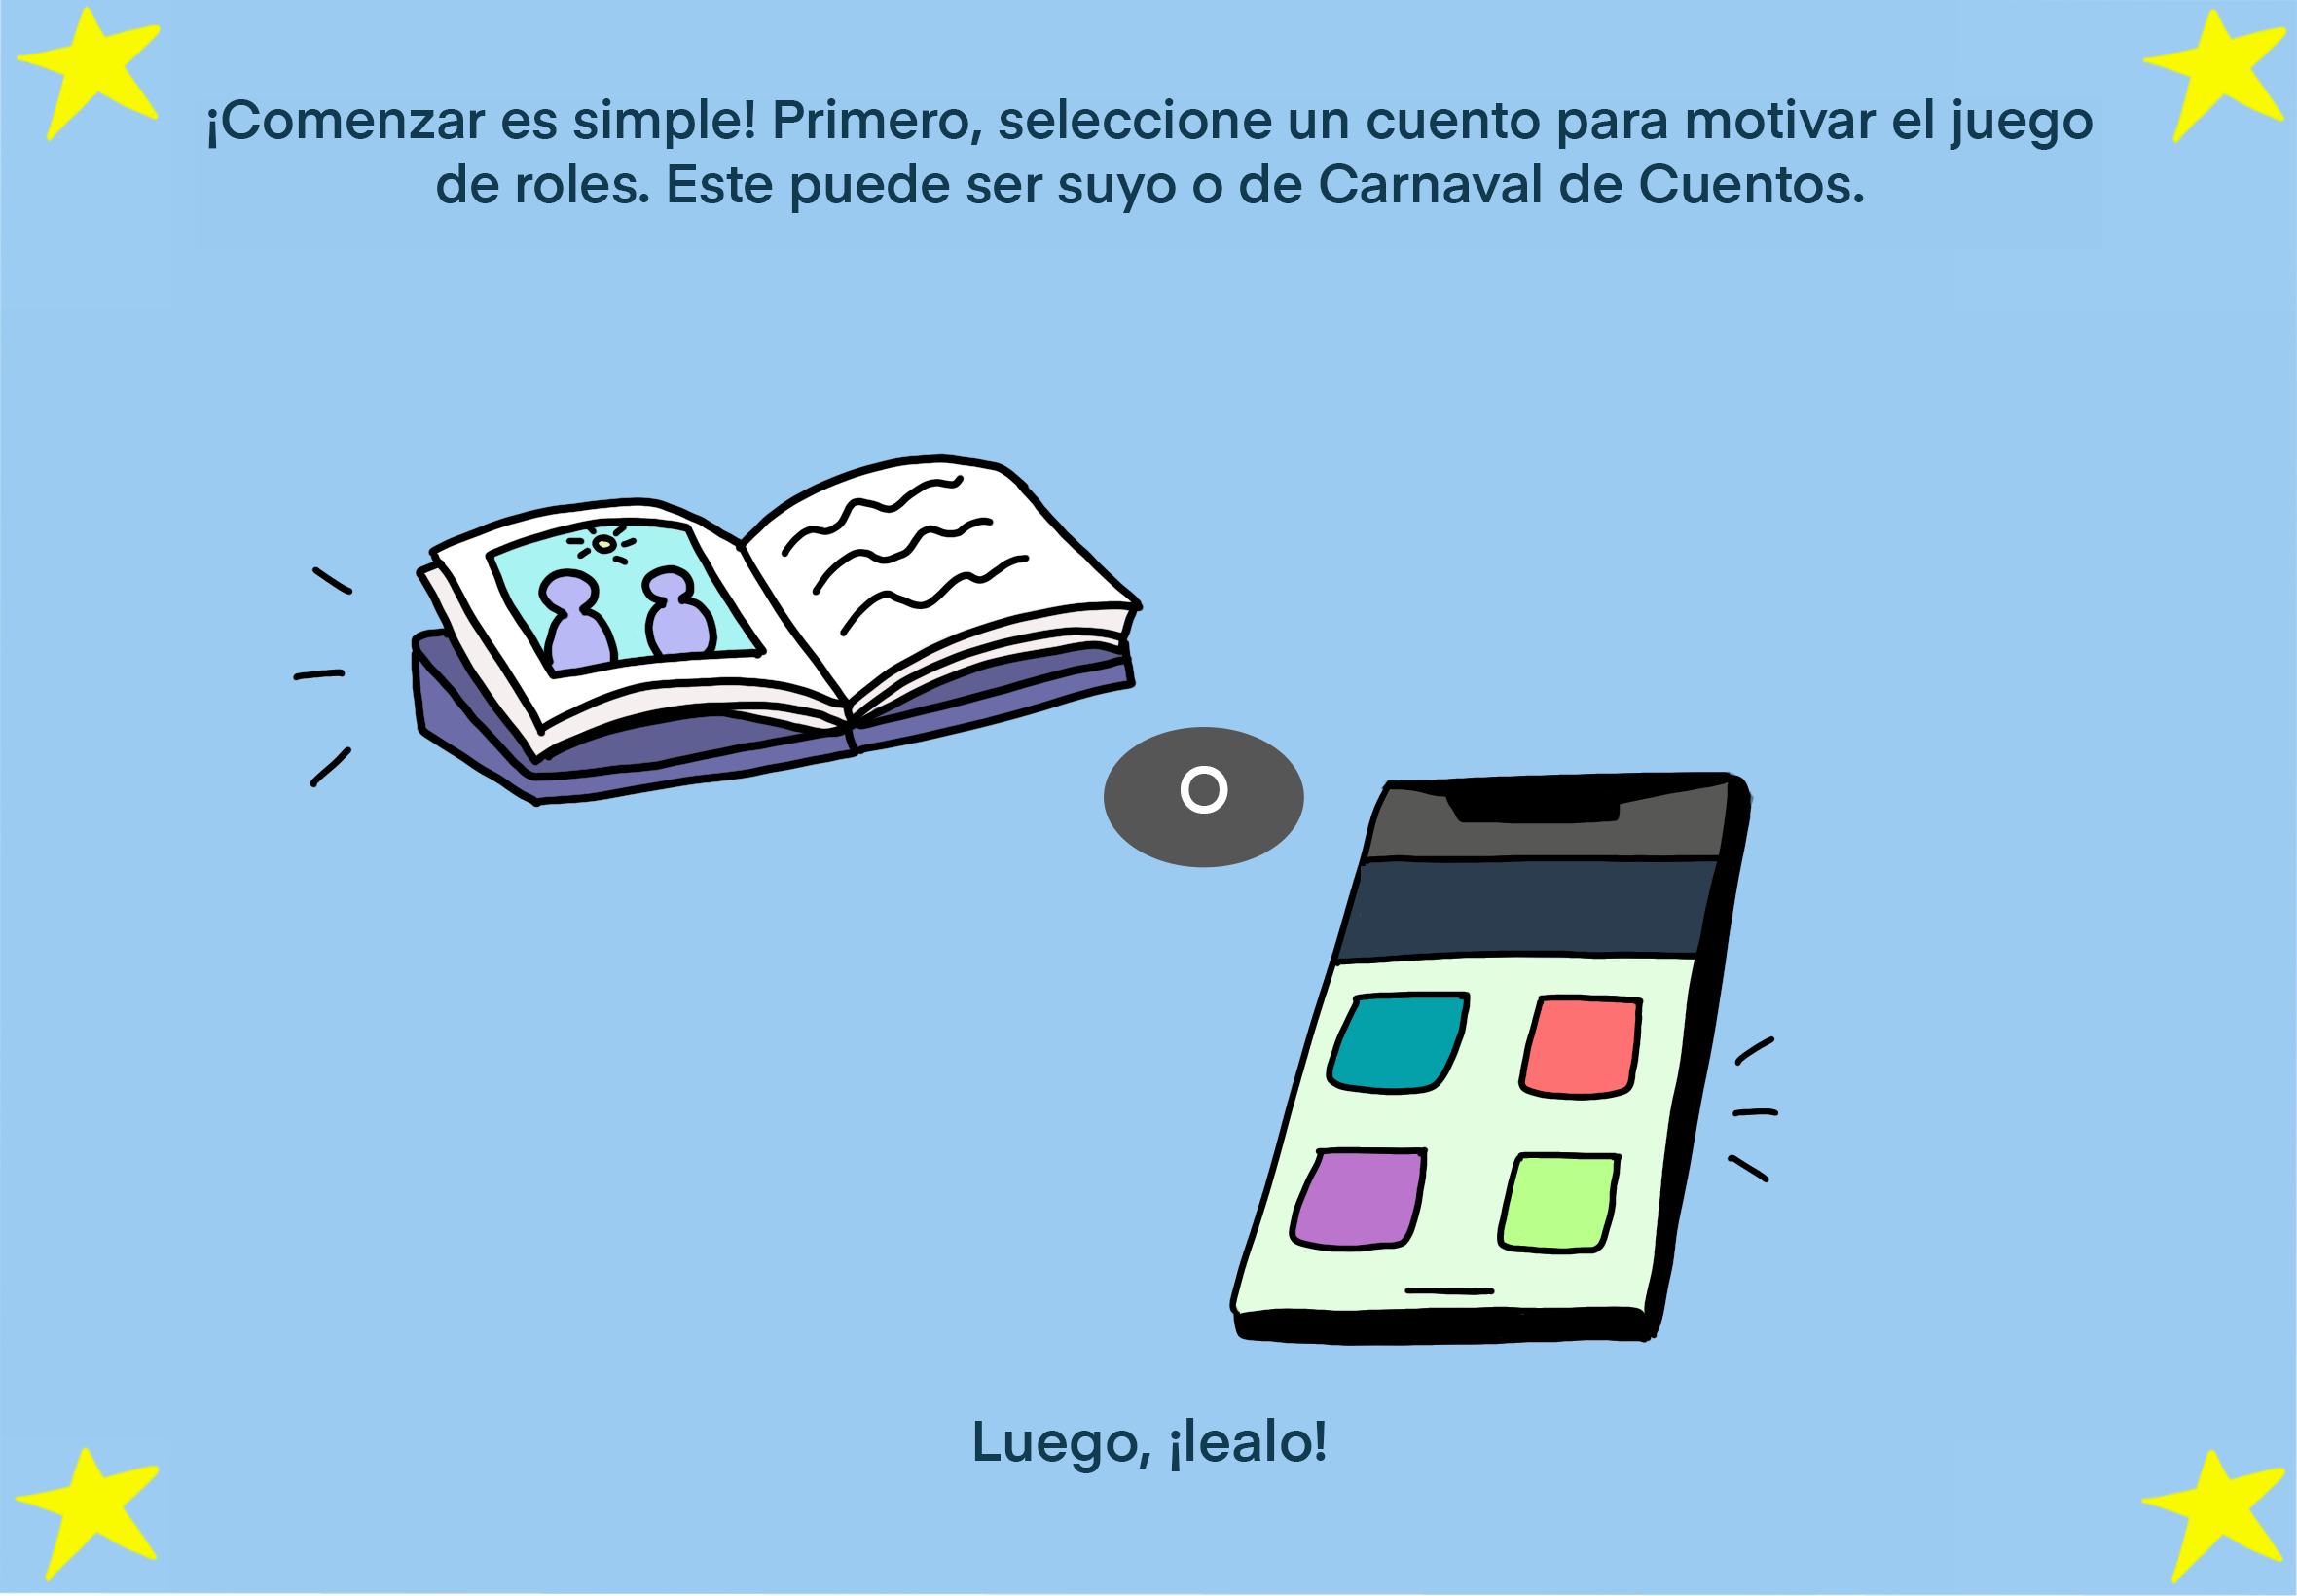 ¡Comenzar es simple! Primero, seleccione un cuento para motivar el juego
de roles. Este puede ser suyo o de Carnaval de Cuentos.
o
Luego, ¡lealo!